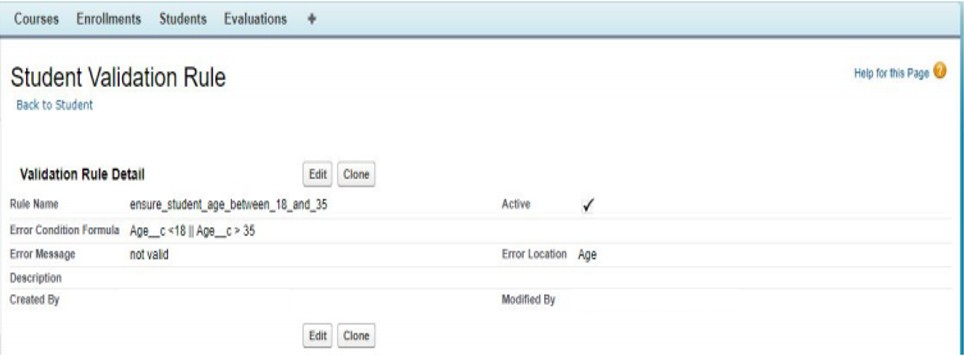 Courses Enrollments Students Evaluations +
Student Validation Rule
Help for this Page ?
Back to Student
Validation Rule Detail Edit Clone
Rule Name ensure_student_age_between_18_and_35 Active ✓
Error Condition Formula Age__c <18 || Age__c > 35
Error Message not valid Error Location Age
Description
Created By Modified By
Edit Clone